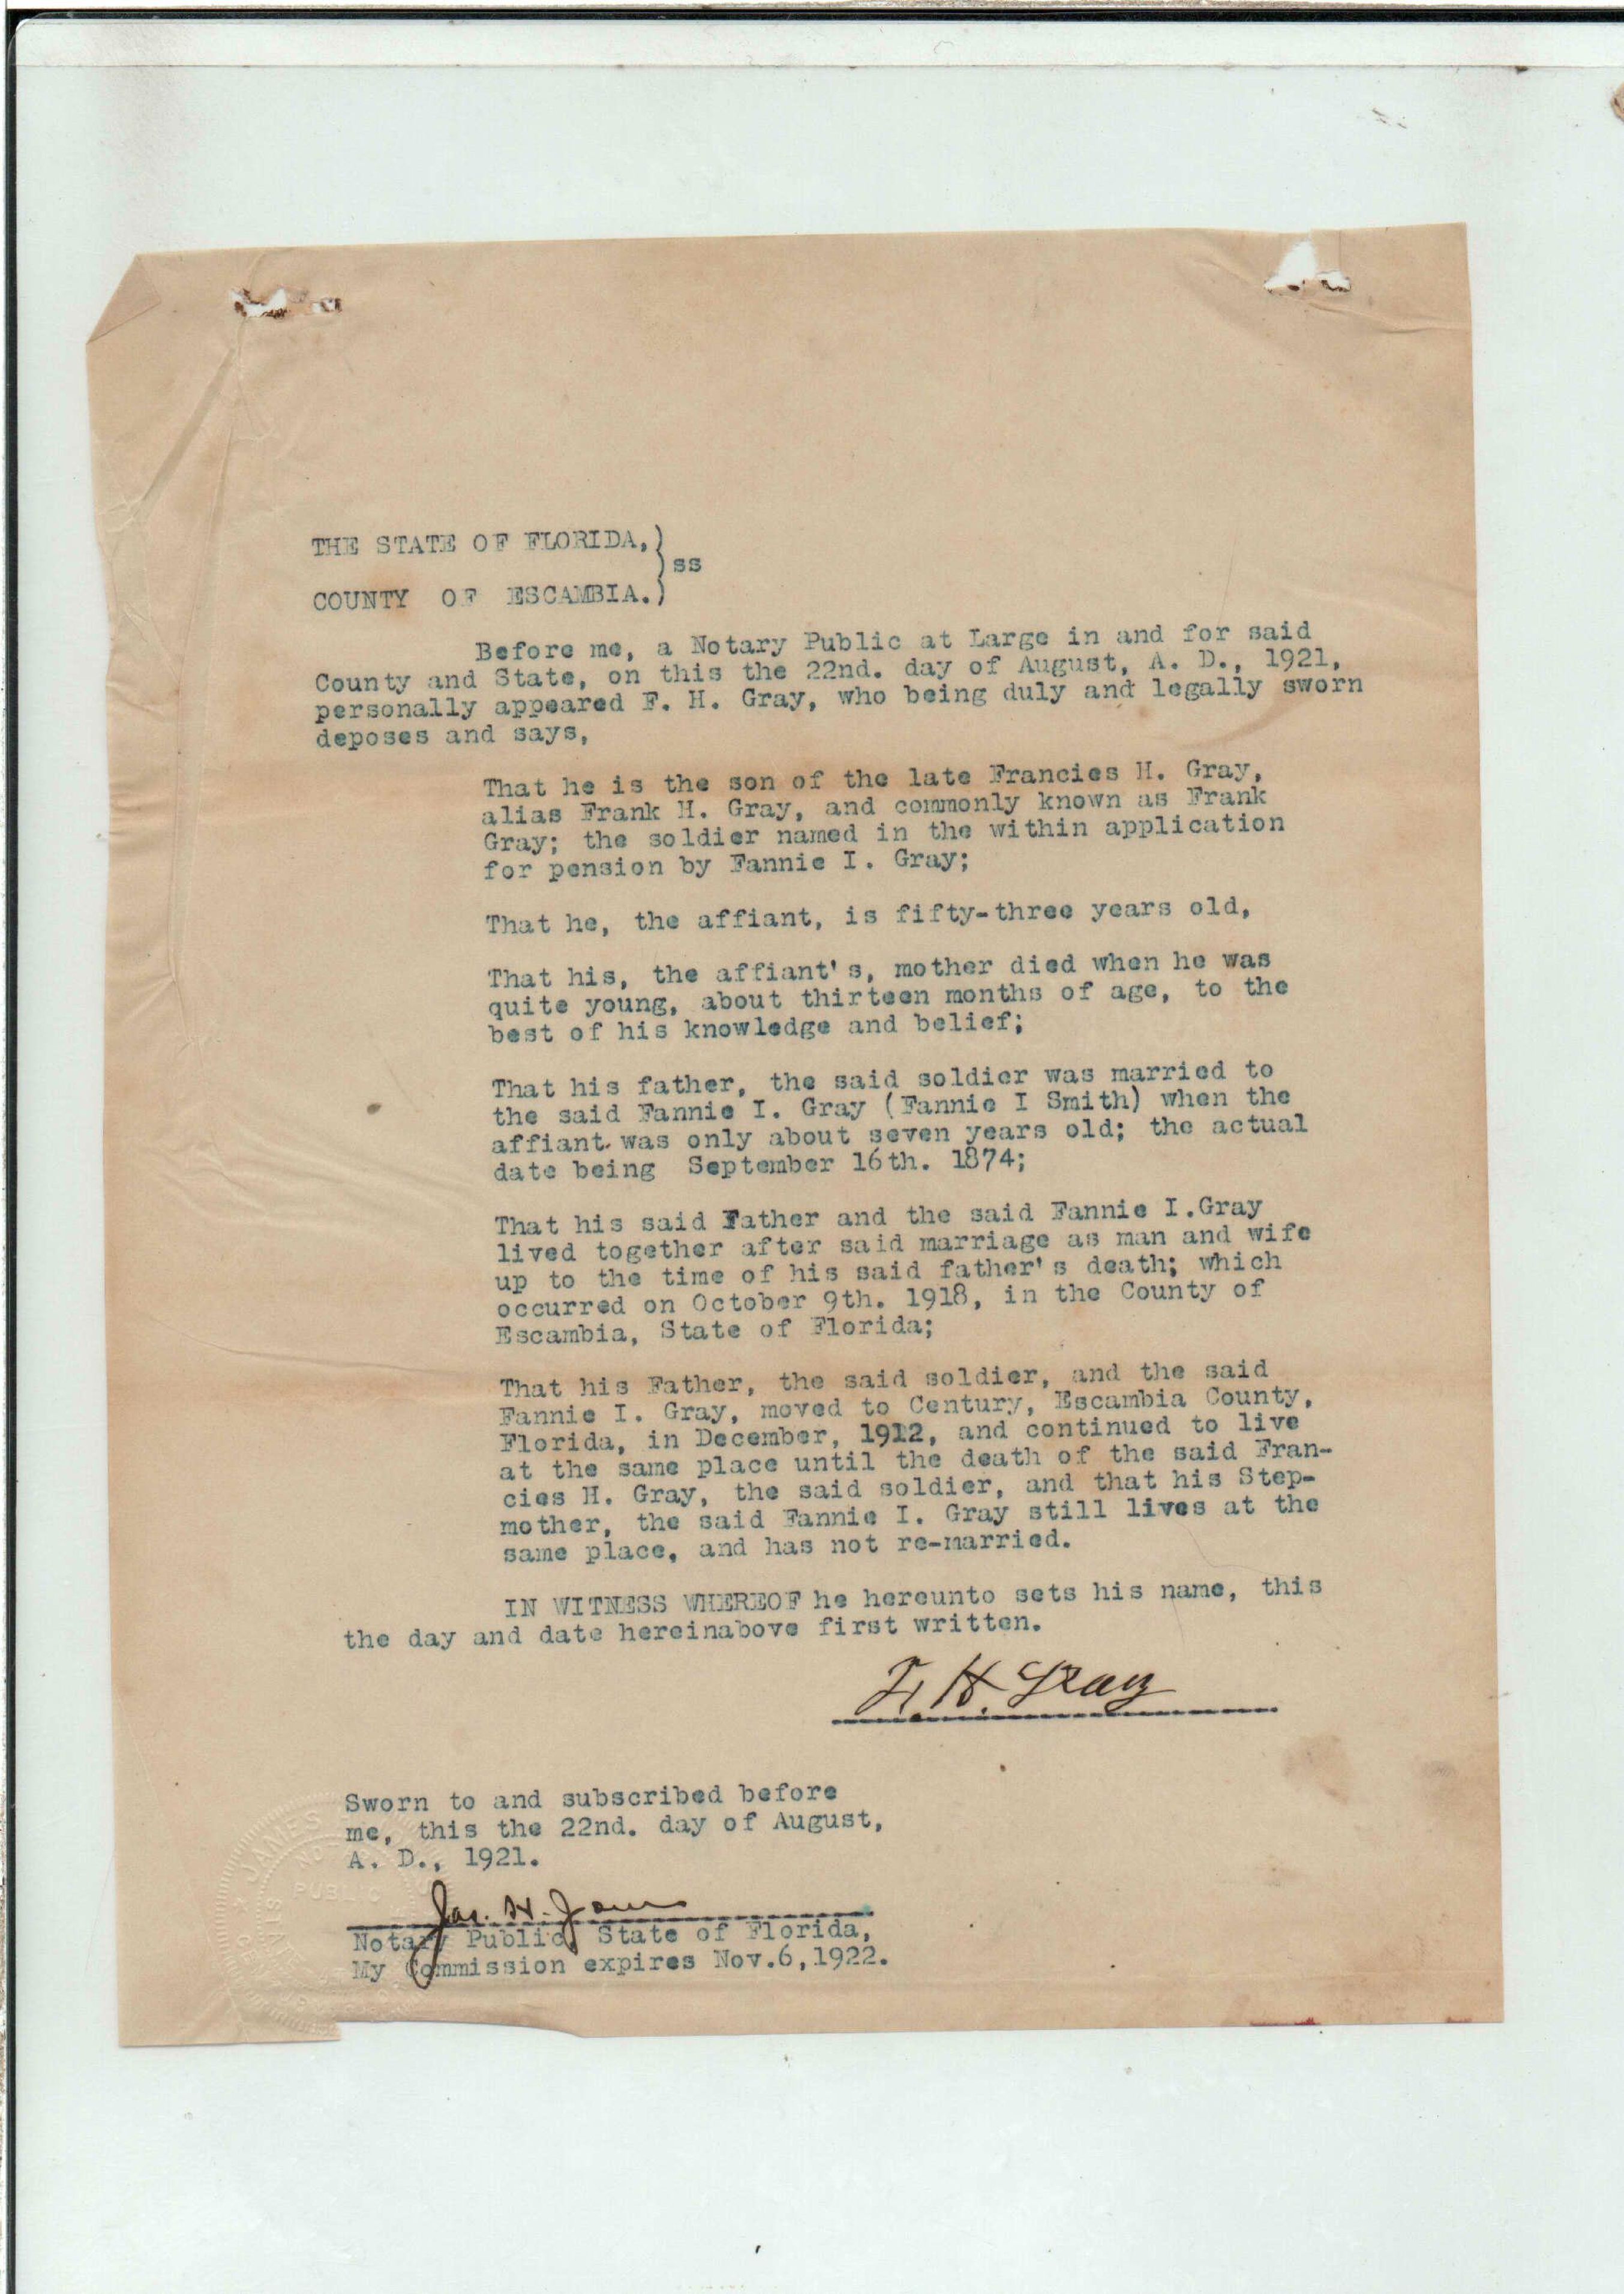 THE STATE OF FLORIDA,)
)ss
COUNTY OF ESCAMBIA.)
Before me, a Notary Public at Large in and for said
County and State, on this the 22nd. day of August, A. D., 1921,
personally appeared F. H. Gray, who being duly and legally sworn
deposes and says,
That he is the son of the late Francies H. Gray,
alias Frank H. Gray, and commonly known as Frank
Gray; the soldier named in the within application
for pension by Fannie I. Gray;
That he, the affiant, is fifty-three years old,
That his, the affiant's, mother died when he was
quite young, about thirteen months of age, to the
best of his knowledge and belief;
That his father, the said soldier was married to
the said Fannie I. Gray (Fannie I Smith) when the
affiant was only about seven years old; the actual
date being September 16th. 1874;
That his said Father and the said Fannie I.Gray
lived together after said marriage as man and wife
up to the time of his said father's death; which
occurred on October 9th. 1918, in the County of
Escambia, State of Florida;
That his Father, the said soldier, and the said
Fannie I. Gray, moved to Century, Escambia County,
Florida, in December, 1912, and continued to live
at the same place until the death of the said Fran-
cies H. Gray, the said soldier, and that his Step-
mother, the said Fannie I. Gray still lives at the
same place, and has not re-married.
IN WITNESS WHEREOF he hereunto sets his name, this
the day and date hereinabove first written.
F. H. Gray
Sworn to and subscribed before
me, this the 22nd. day of August,
A. D., 1921.
JAMES
NOTARY
PUBLIC
STATE
Jas. H. Jones
Notary Public, State of Florida,
My Commission expires Nov.6,1922.